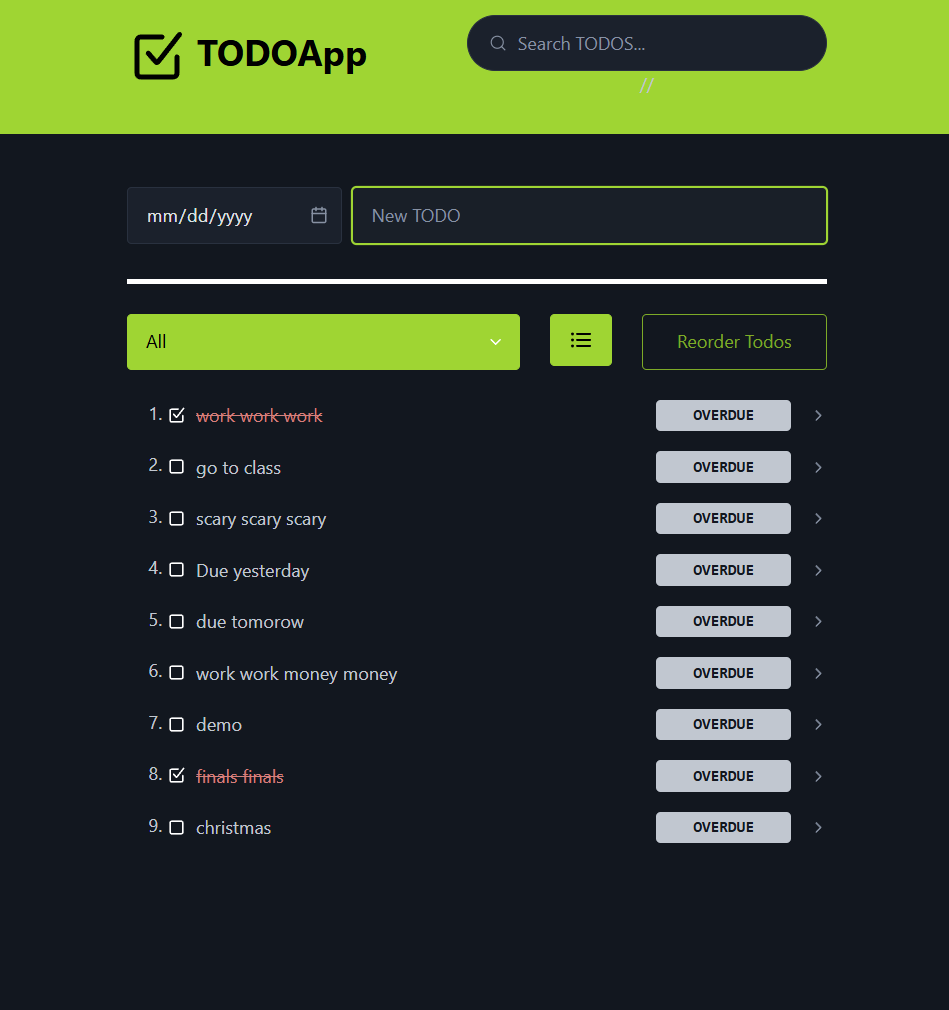 TODOApp
Search TODOS...
//
mm/dd/yyyy
New TODO
All
Reorder Todos
1. work work work OVERDUE
2. go to class OVERDUE
3. scary scary scary OVERDUE
4. Due yesterday OVERDUE
5. due tomorow OVERDUE
6. work work money money OVERDUE
7. demo OVERDUE
8. finals finals OVERDUE
9. christmas OVERDUE